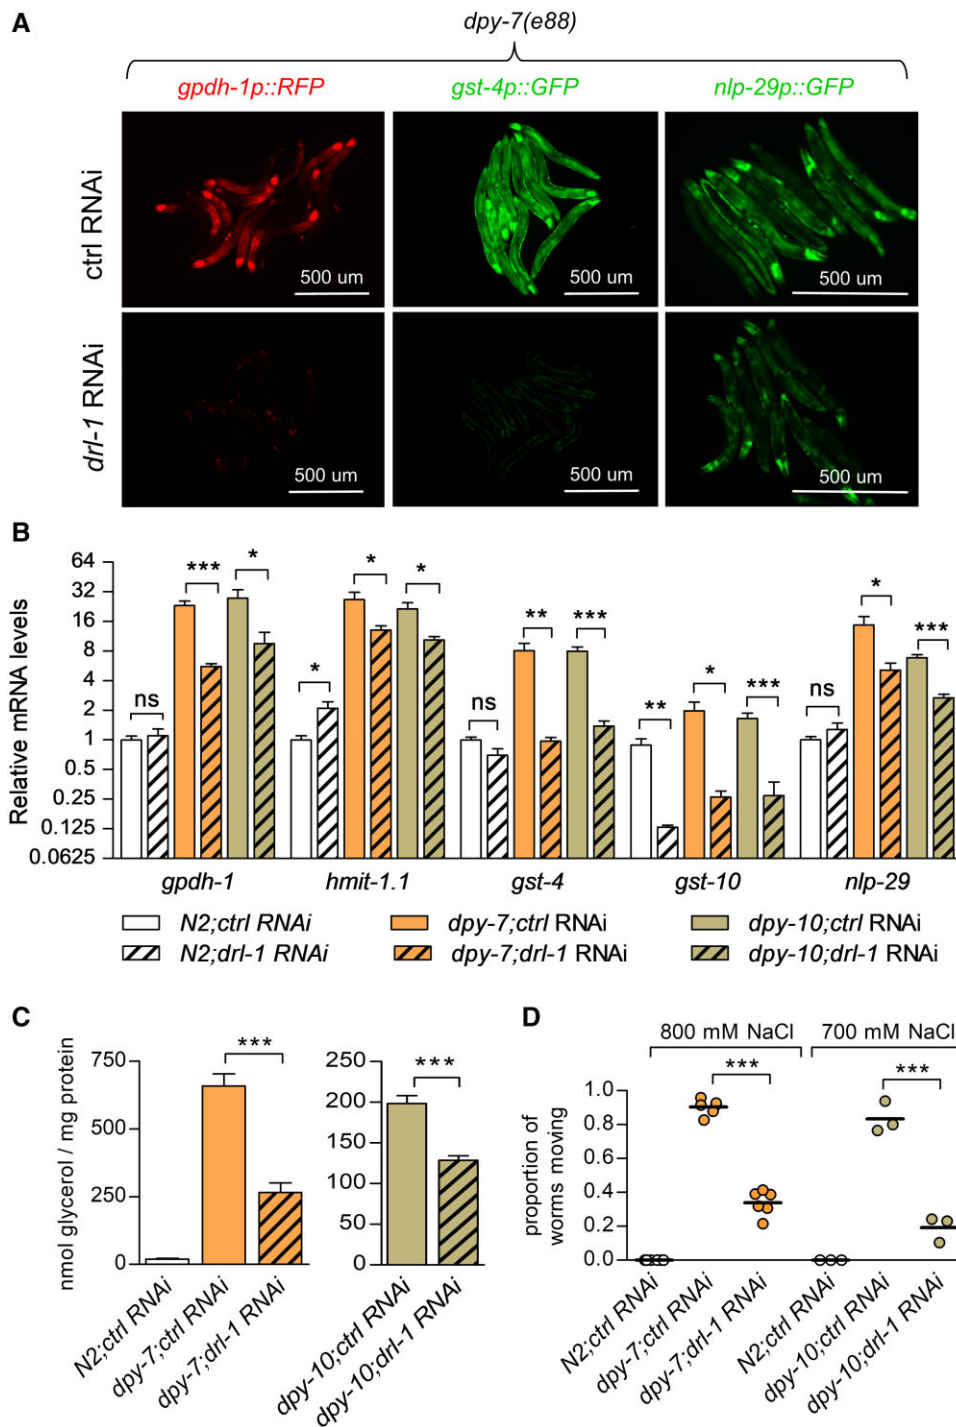 A
dpy-7(e88)
gpdh-1p::RFP gst-4p::GFP nlp-29p::GFP
ctrl RNAi
500 um 500 um 500 um
drl-1 RNAi
500 um 500 um 500 um
B
Relative mRNA levels
64
32
16
8
4
2
1
0.5
0.25
0.125
0.0625
ns *** *
* * *
ns ** ***
** * ***
ns * ***
gpdh-1 hmit-1.1 gst-4 gst-10 nlp-29
N2;ctrl RNAi dpy-7;ctrl RNAi dpy-10;ctrl RNAi
N2;drl-1 RNAi dpy-7;drl-1 RNAi dpy-10;drl-1 RNAi
C
nmol glycerol / mg protein
750
500
250
0
***
N2;ctrl RNAi
dpy-7;ctrl RNAi
dpy-7;drl-1 RNAi
250
200
150
100
50
0
***
dpy-10;ctrl RNAi
dpy-10;drl-1 RNAi
D
800 mM NaCl 700 mM NaCl
*** ***
proportion of
worms moving
1.0
0.8
0.6
0.4
0.2
0.0
N2;ctrl RNAi
dpy-7;ctrl RNAi
dpy-7;drl-1 RNAi
N2;ctrl RNAi
dpy-10;ctrl RNAi
dpy-10;drl-1 RNAi